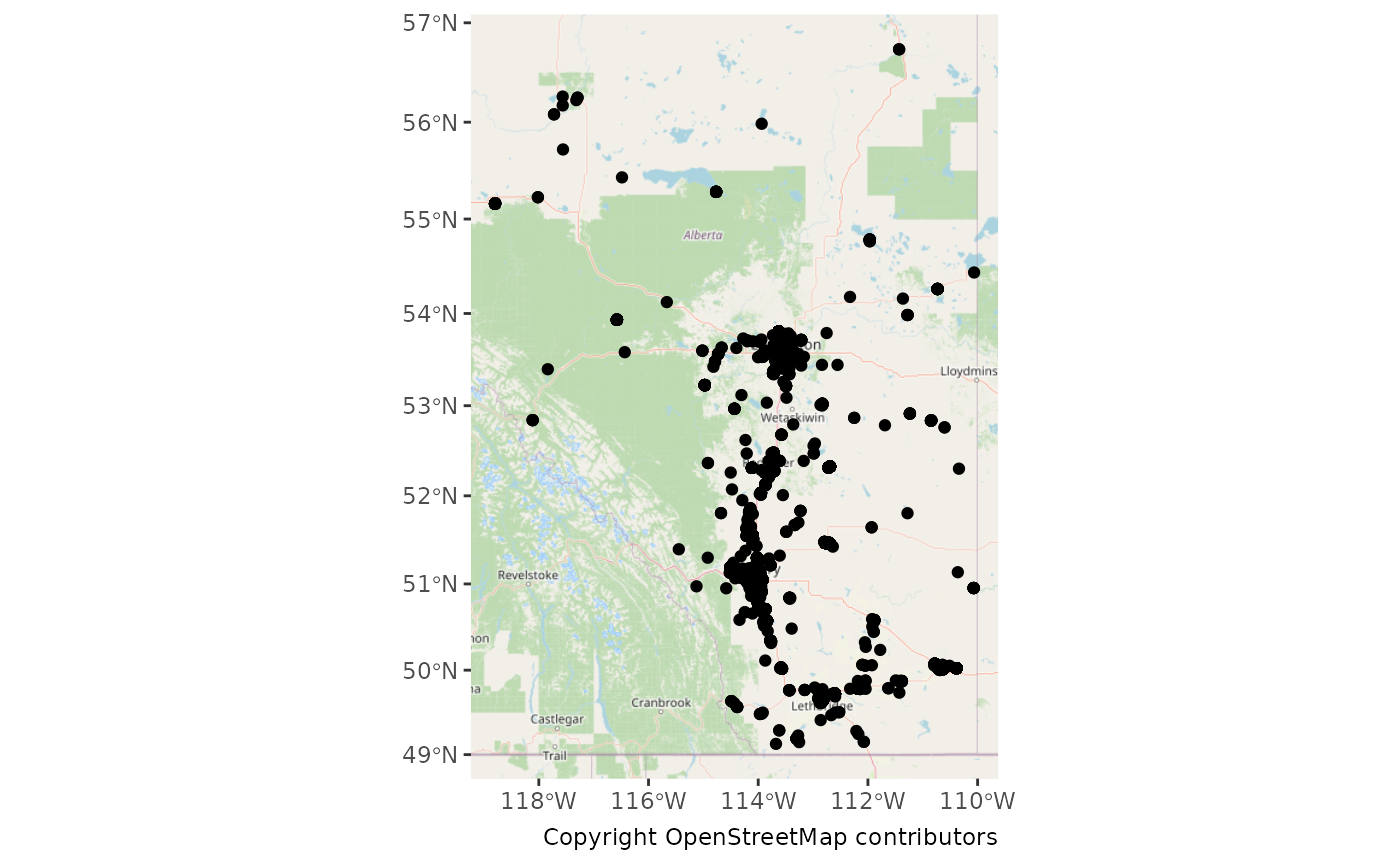 57°N
56°N
55°N
Alberta
54°N
Lloydmins
53°N
Wetaskiwin
52°N
51°N
Revelstoke
50°N
Cranbrook
Castlegar
Trail
49°N
118°W 116°W 114°W 112°W 110°W
Copyright OpenStreetMap contributors